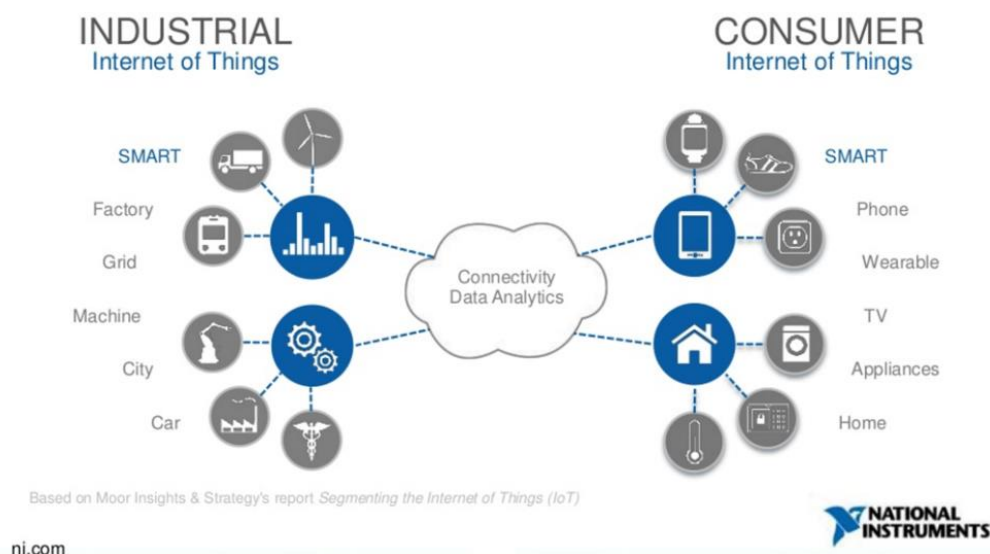 INDUSTRIAL
Internet of Things
CONSUMER
Internet of Things
SMART
Factory
Grid
Machine
City
Car
Connectivity
Data Analytics
SMART
Phone
Wearable
TV
Appliances
Home
Based on Moor Insights & Strategy's report Segmenting the Internet of Things (IoT)
NATIONAL
INSTRUMENTS
ni.com